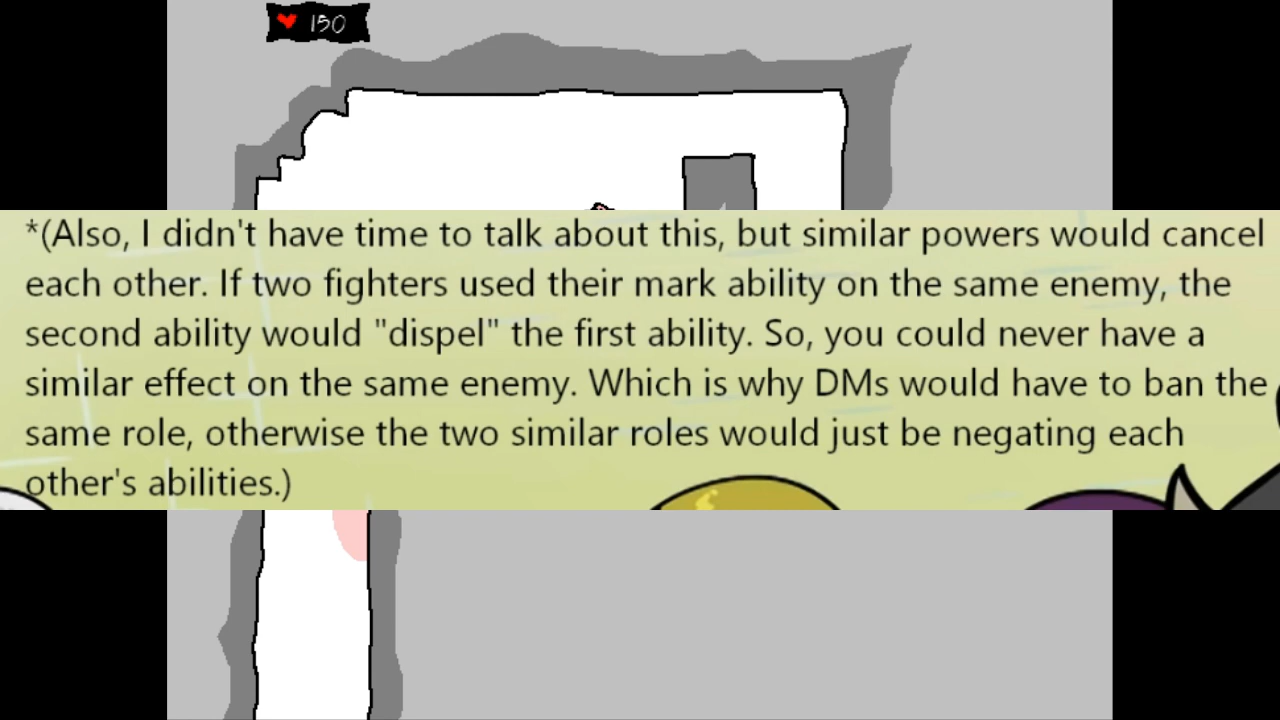 150
*(Also, I didn't have time to talk about this, but similar powers would cancel
each other. If two fighters used their mark ability on the same enemy, the
second ability would "dispel" the first ability. So, you could never have a
similar effect on the same enemy. Which is why DMs would have to ban the
same role, otherwise the two similar roles would just be negating each
other's abilities.)